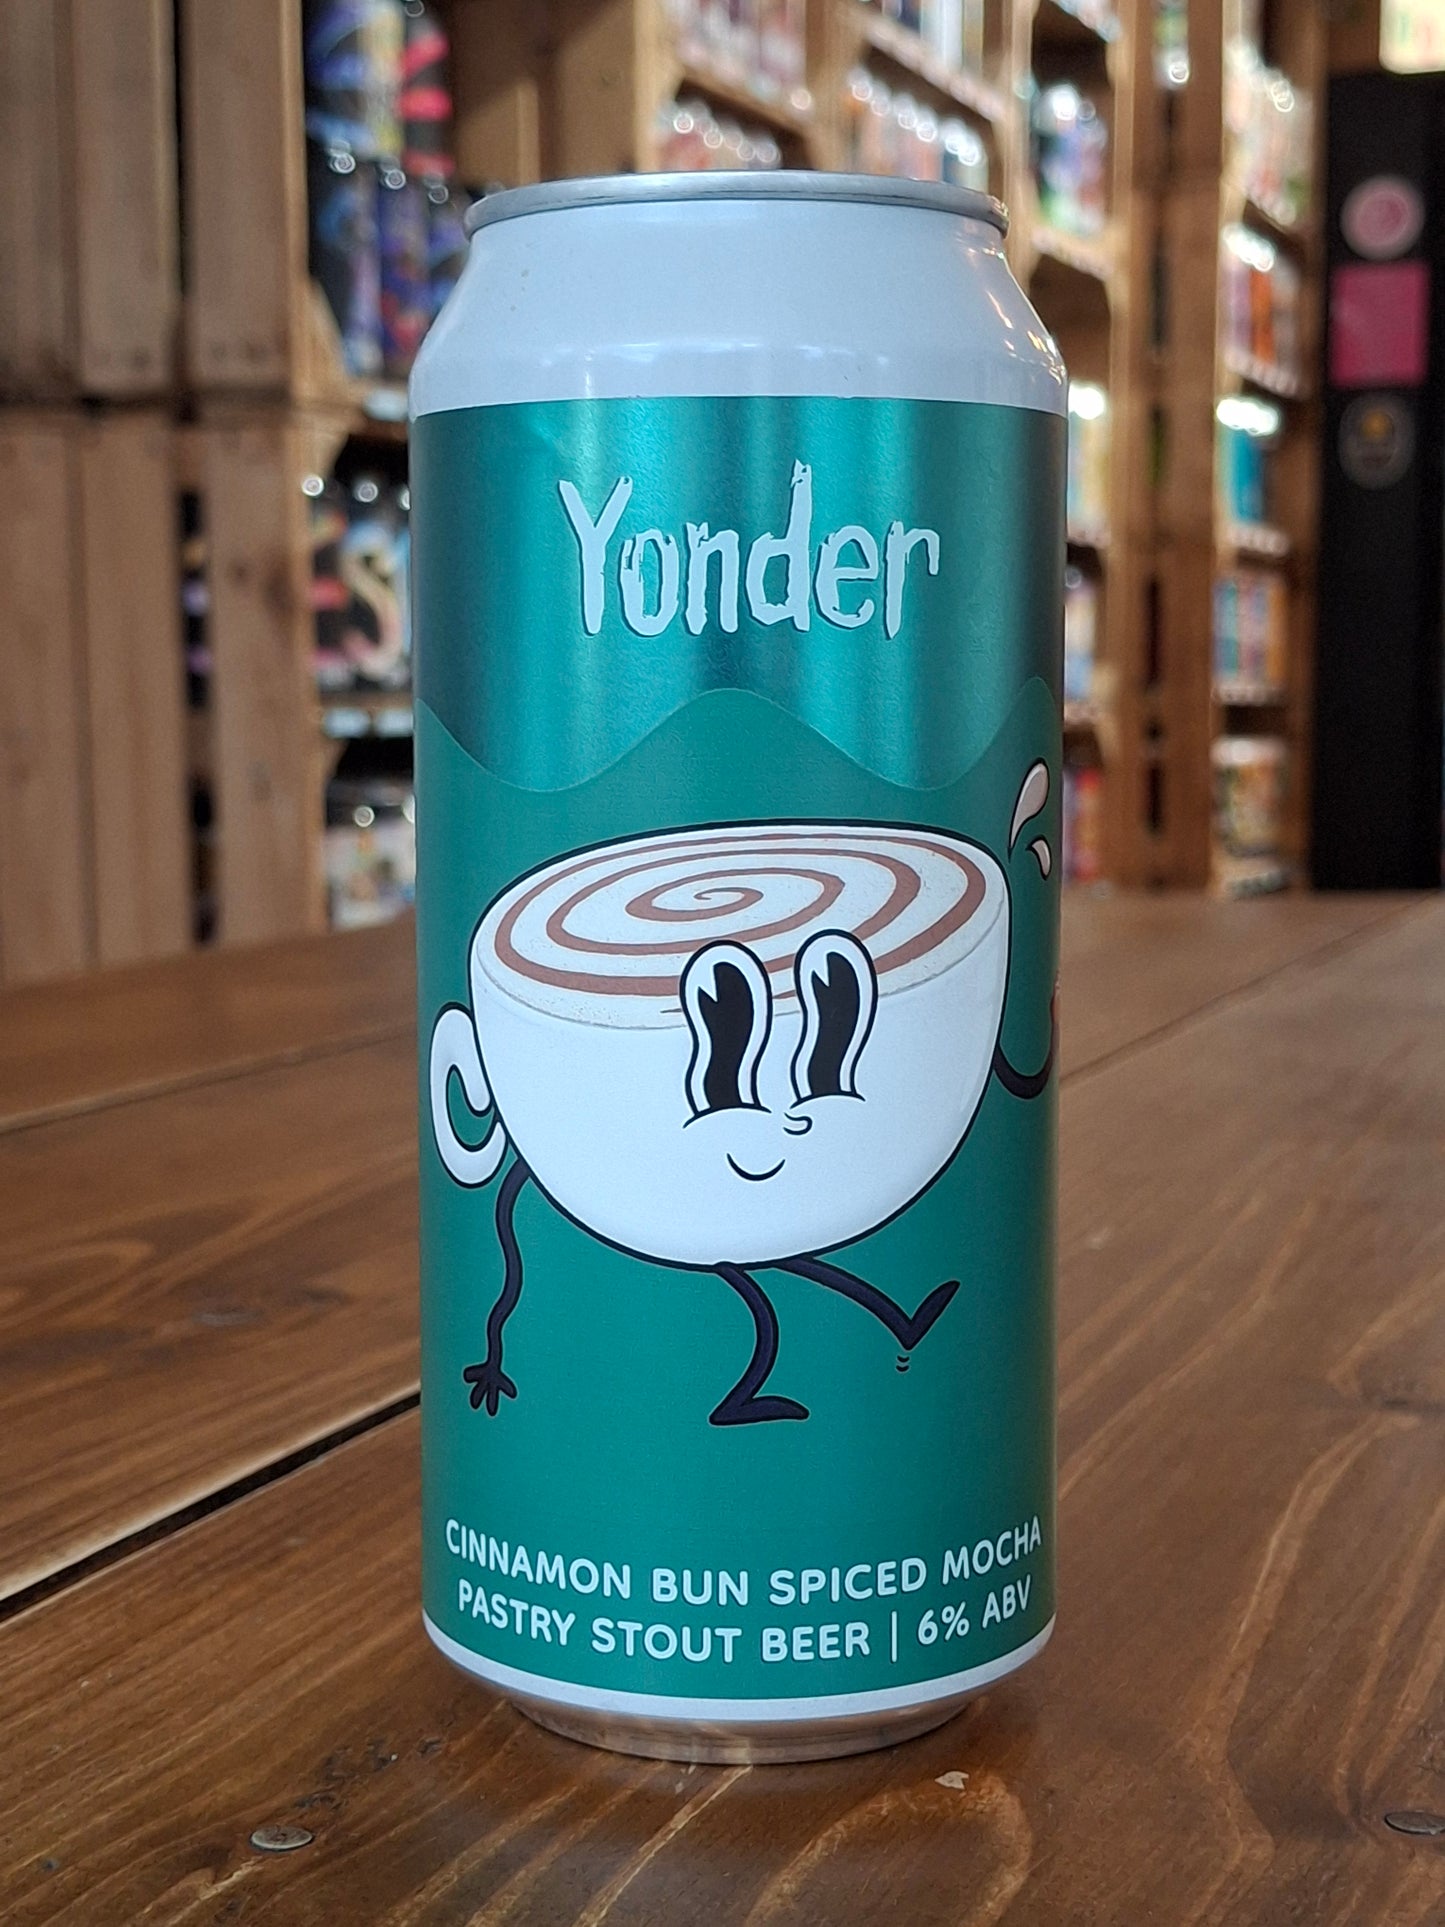 Yonder
CINNAMON BUN SPICED MOCHA
PASTRY STOUT BEER | 6% ABV